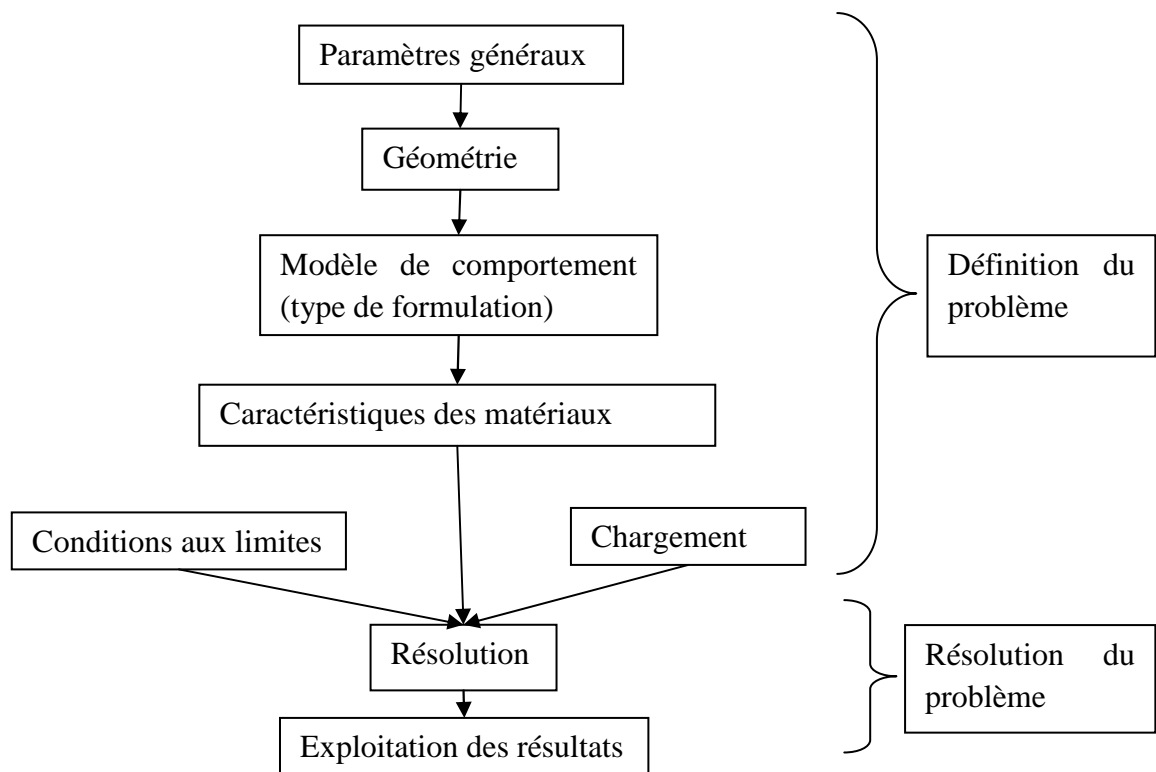 Paramètres généraux
Géométrie
Modèle de comportement
(type de formulation)
Définition du
problème
Caractéristiques des matériaux
Conditions aux limites
Chargement
Résolution
Résolution du
problème
Exploitation des résultats